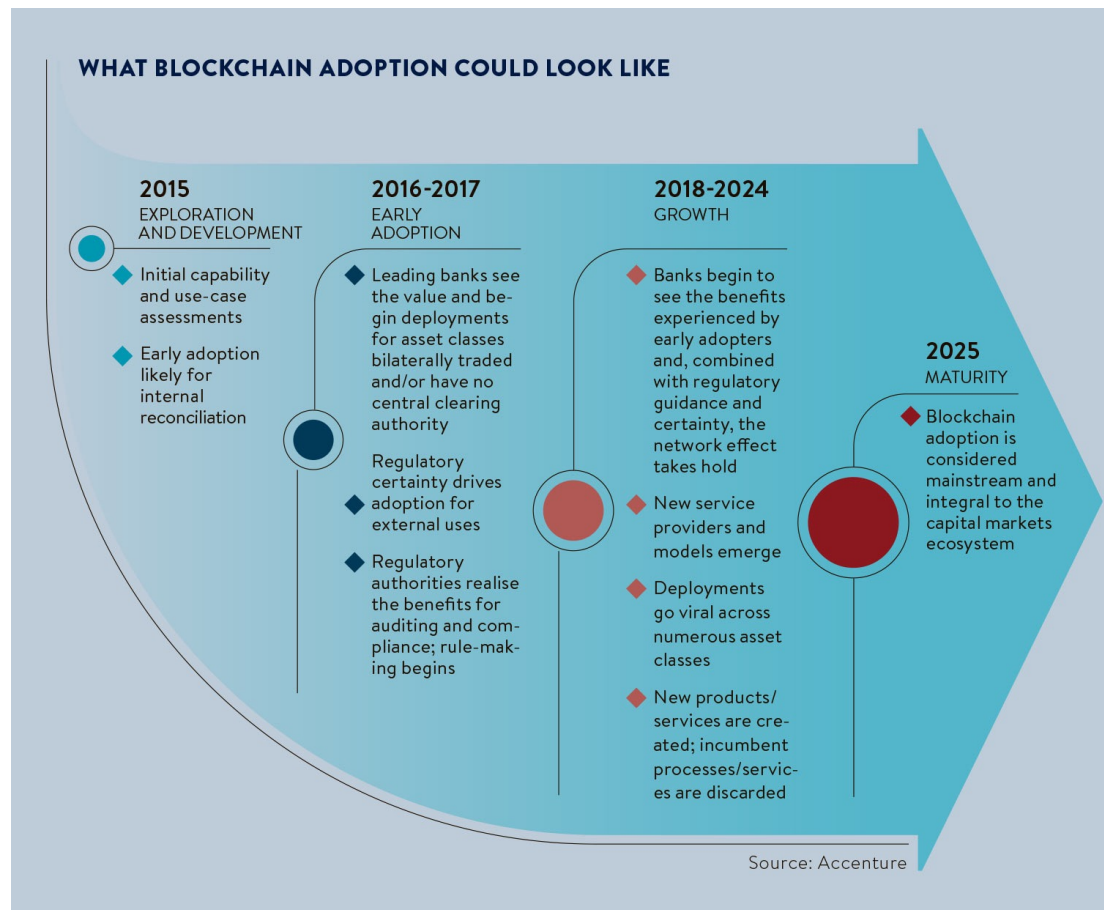 WHAT BLOCKCHAIN ADOPTION COULD LOOK LIKE
2015
EXPLORATION
AND DEVELOPMENT
Initial capability
and use-case
assessments
Early adoption
likely for
internal
reconciliation
2016-2017
EARLY
ADOPTION
Leading banks see
the value and be-
gin deployments
for asset classes
bilaterally traded
and/or have no
central clearing
authority
Regulatory
certainty drives
adoption for
external uses
Regulatory
authorities realise
the benefits for
auditing and com-
pliance; rule-mak-
ing begins
2018-2024
GROWTH
Banks begin to
see the benefits
experienced by
early adopters
and, combined
with regulatory
guidance and
certainty, the
network effect
takes hold
New service
providers and
models emerge
Deployments
go viral across
numerous asset
classes
New products/
services are cre-
ated; incumbent
processes/servic-
es are discarded
2025
MATURITY
Blockchain
adoption is
considered
mainstream and
integral to the
capital markets
ecosystem
Source: Accenture